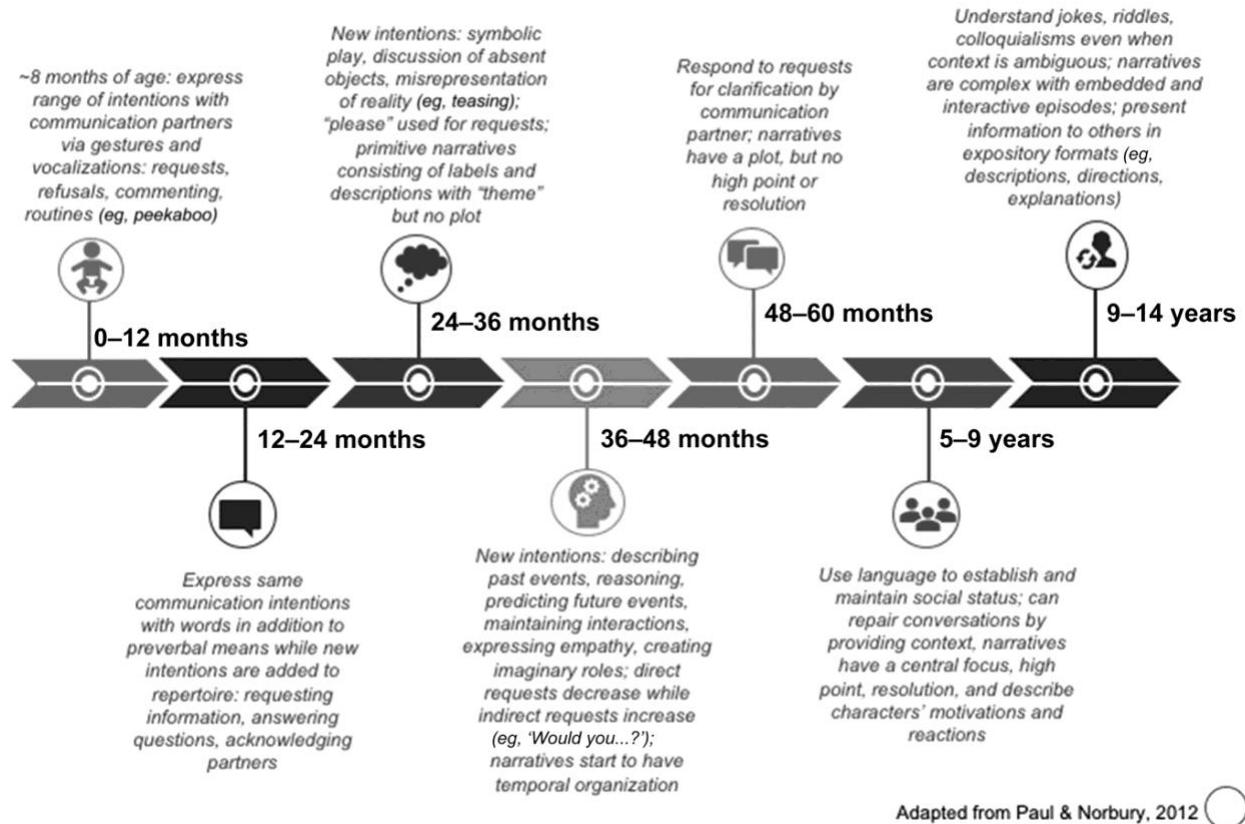 ~8 months of age: express
range of intentions with
communication partners
via gestures and
vocalizations: requests,
refusals, commenting,
routines (eg, peekaboo)
0–12 months
Express same
communication intentions
with words in addition to
preverbal means while new
intentions are added to
repertoire: requesting
information, answering
questions, acknowledging
partners
12–24 months
New intentions: symbolic
play, discussion of absent
objects, misrepresentation
of reality (eg, teasing);
“please” used for requests;
primitive narratives
consisting of labels and
descriptions with “theme”
but no plot
24–36 months
36–48 months
New intentions: describing
past events, reasoning,
predicting future events,
maintaining interactions,
expressing empathy, creating
imaginary roles; direct
requests decrease while
indirect requests increase
(eg, ‘Would you...?’);
narratives start to have
temporal organization
Respond to requests
for clarification by
communication
partner; narratives
have a plot, but no
high point or
resolution
48–60 months
5–9 years
Use language to establish and
maintain social status; can
repair conversations by
providing context, narratives
have a central focus, high
point, resolution, and describe
characters’ motivations and
reactions
Understand jokes, riddles,
colloquialisms even when
context is ambiguous; narratives
are complex with embedded and
interactive episodes; present
information to others in
expository formats (eg,
descriptions, directions,
explanations)
9–14 years
Adapted from Paul & Norbury, 2012